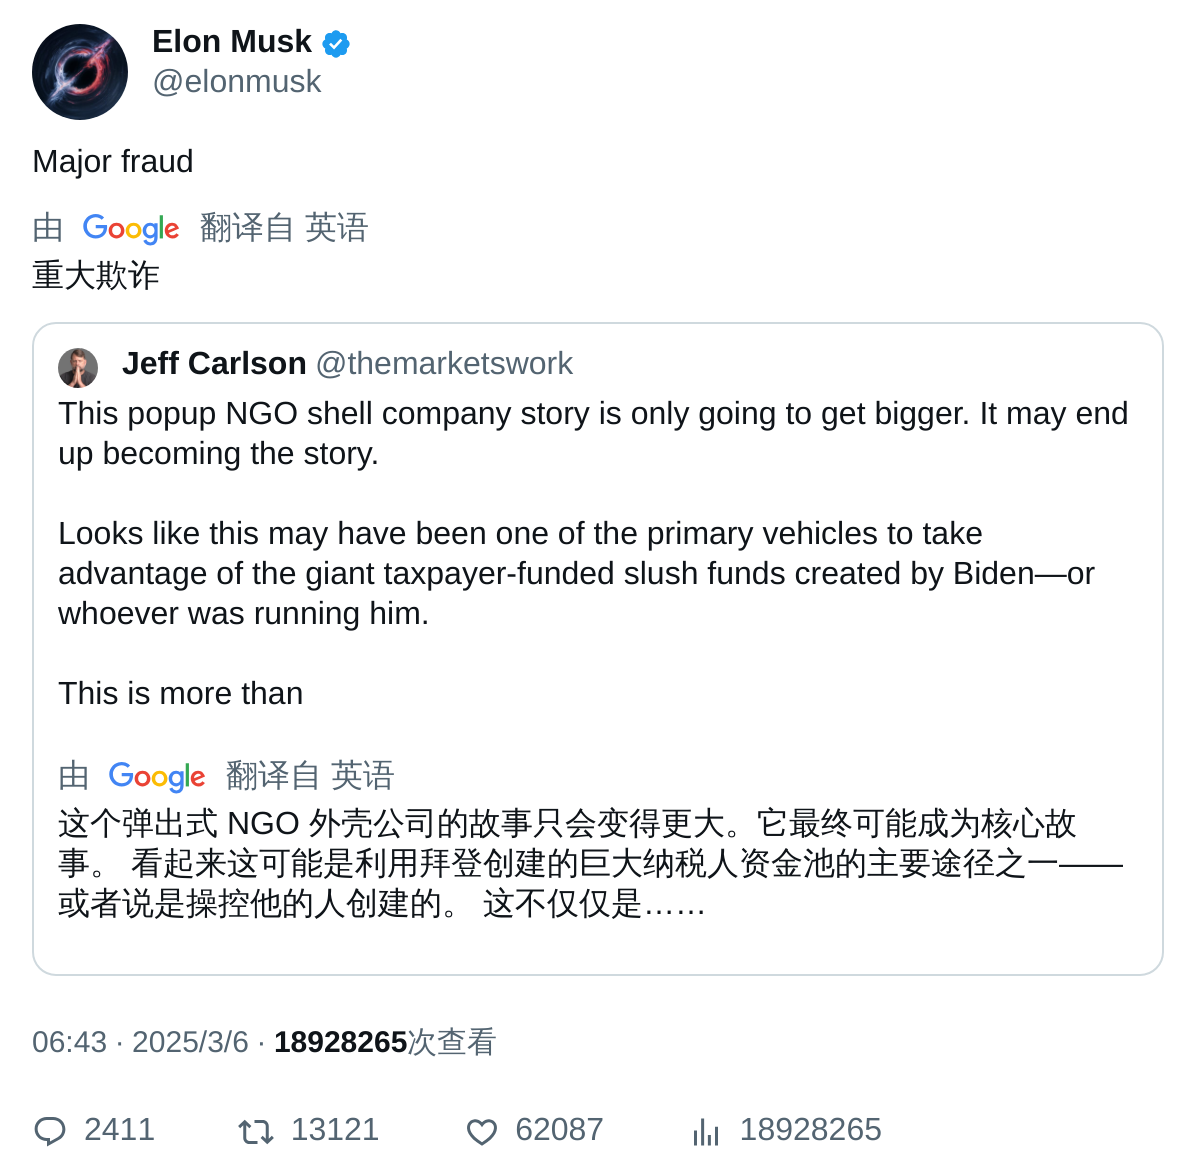 Elon Musk
@elonmusk
Major fraud
由 Google 翻译自 英语
重大欺诈
Jeff Carlson @themarketswork
This popup NGO shell company story is only going to get bigger. It may end
up becoming the story.
Looks like this may have been one of the primary vehicles to take
advantage of the giant taxpayer-funded slush funds created by Biden—or
whoever was running him.
This is more than
由 Google 翻译自 英语
这个弹出式 NGO 外壳公司的故事只会变得更大。它最终可能成为核心故
事。 看起来这可能是利用拜登创建的巨大纳税人资金池的主要途径之一——
或者说是操控他的人创建的。 这不仅仅是……
06:43 · 2025/3/6 · 18928265次查看
2411 13121 62087 18928265